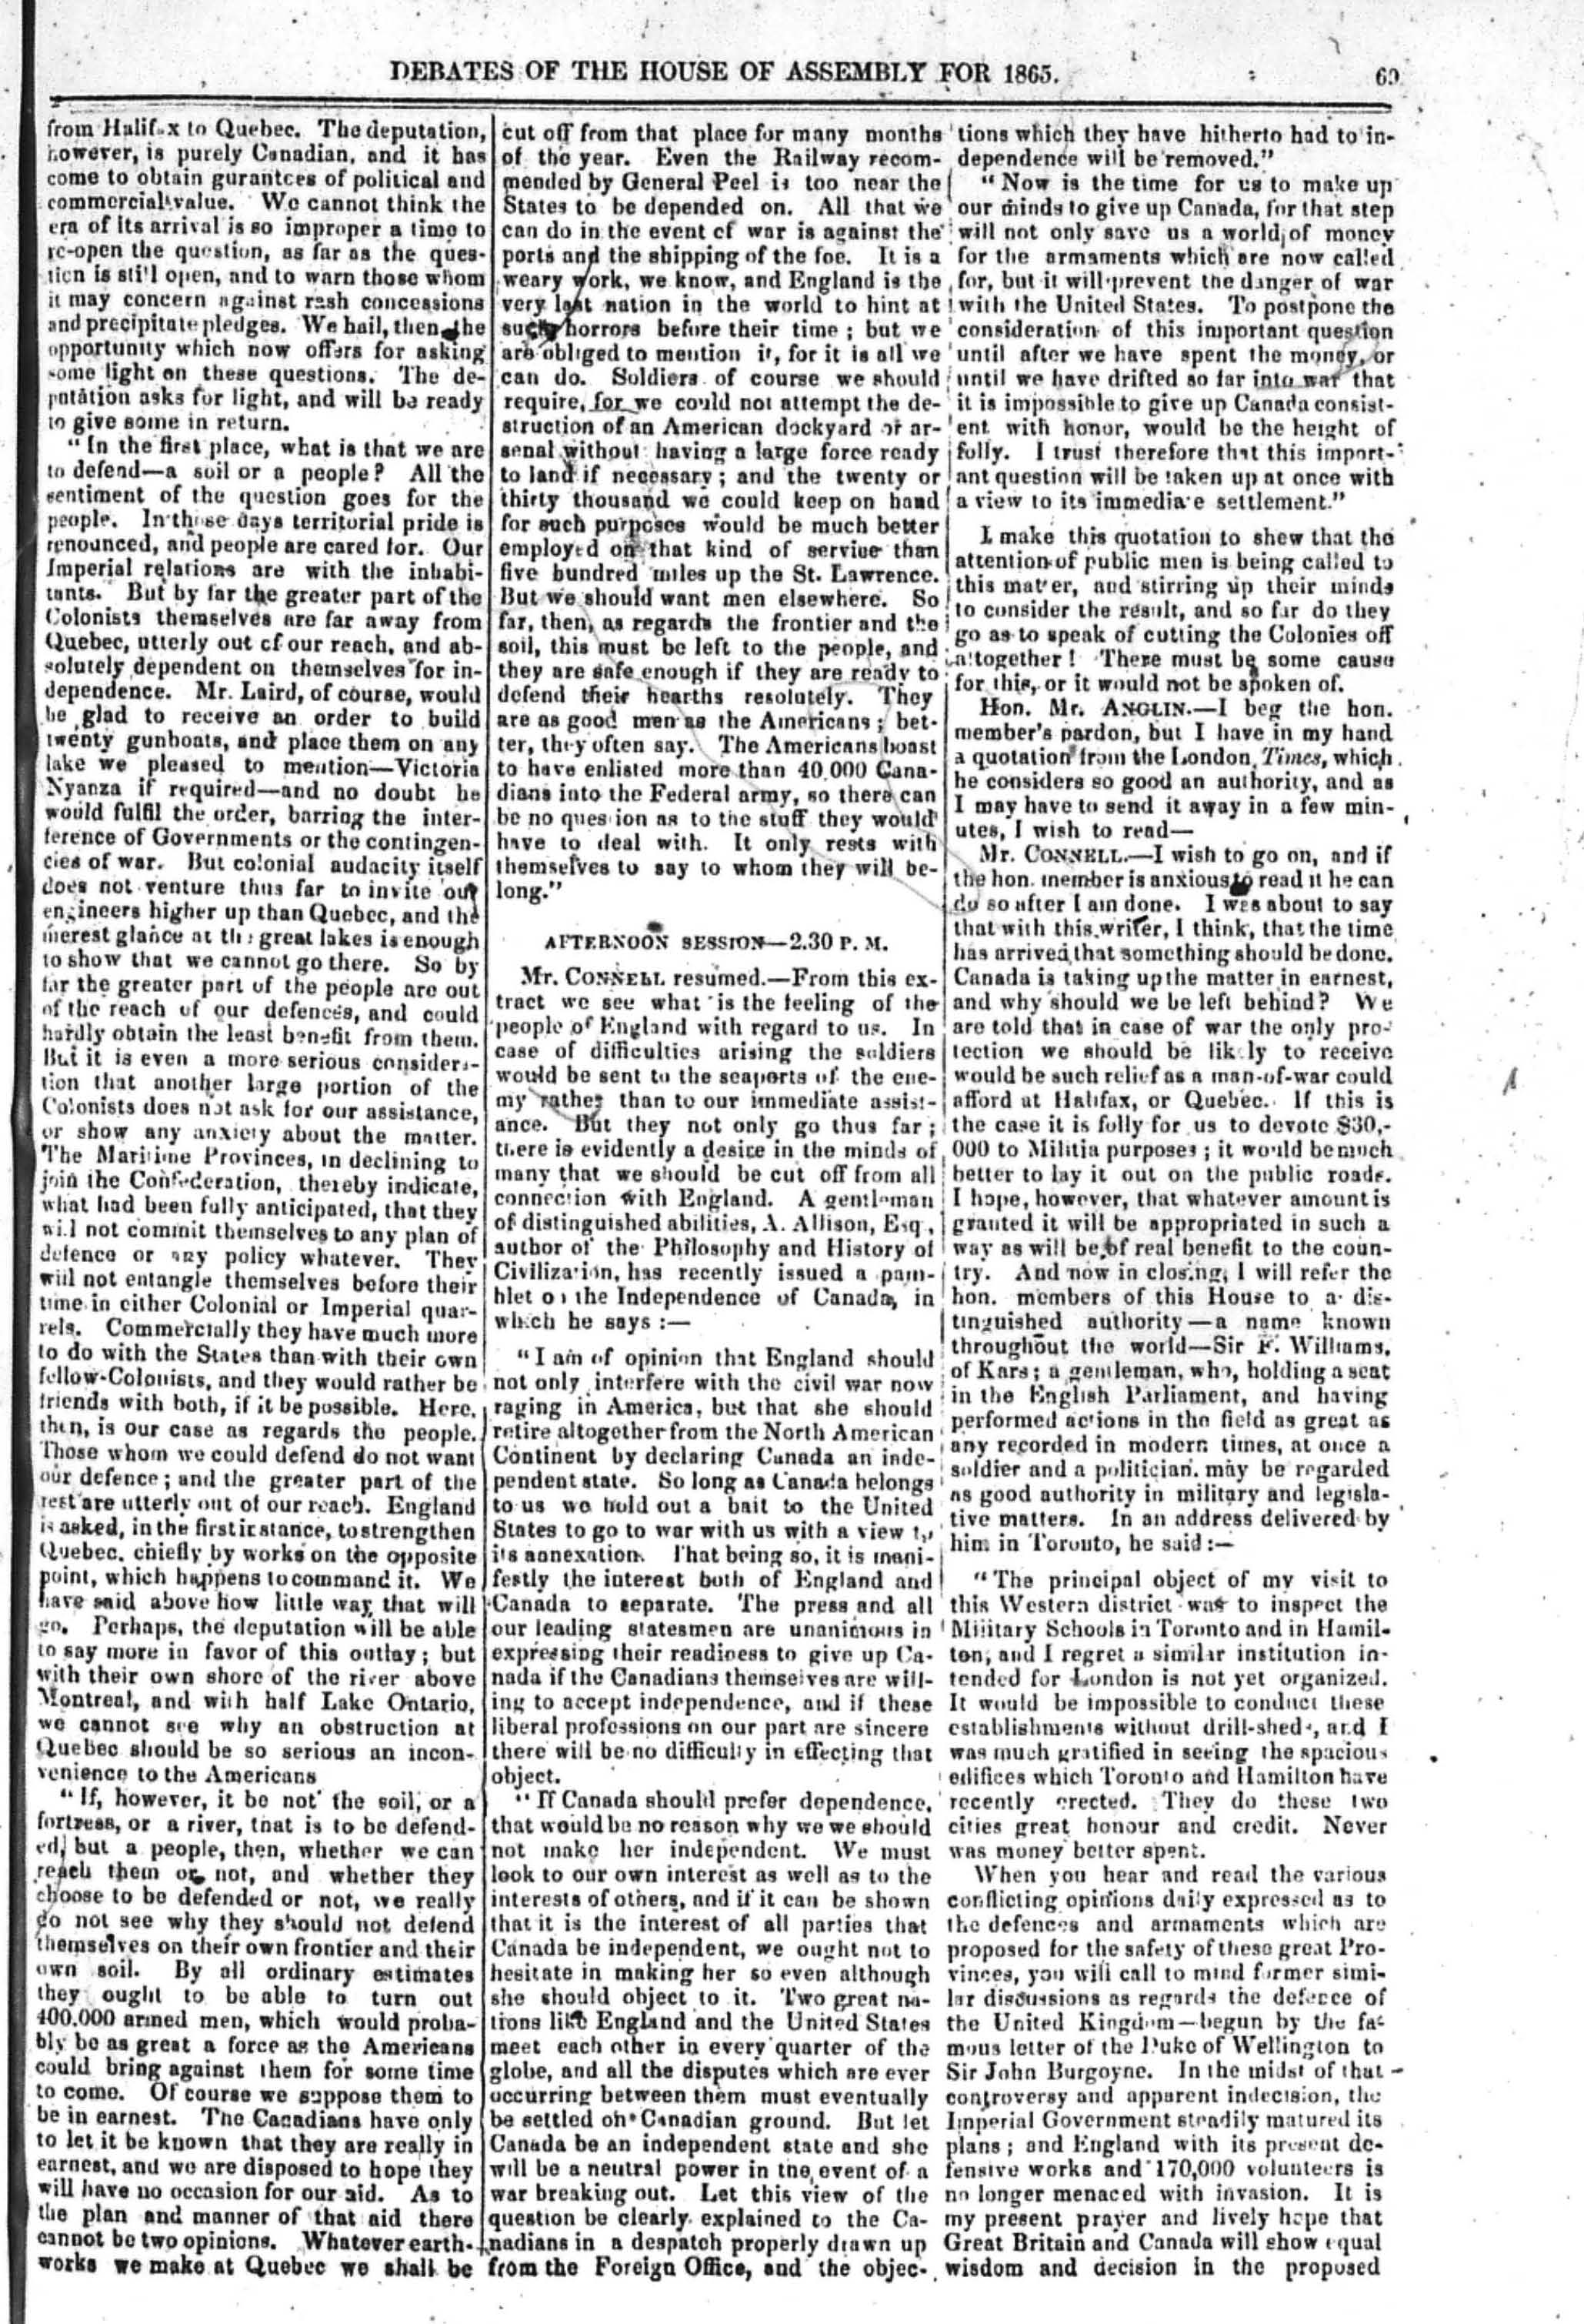 DEBATES OF THE HOUSE OF ASSEMBLY FOR 1865.
69
from Halifax to Quebec. The deputation,
however, is purely Canadian, and it has
come to obtain gurantees of political and
commercial value. We cannot think the
era of its arrival is so improper a time to
re-open the question, as far as the ques-
tion is still open, and to warn those whom
it may concern against rash concessions
and precipitate pledges. We hail, then the
opportunity which now offers for asking
some light on these questions. The de-
putation asks for light, and will be ready
to give some in return.
"In the first place, what is that we are
to defend—a soil or a people? All the
sentiment of the question goes for the
people. In these days territorial pride is
renounced, and people are cared for. Our
Imperial relations are with the inhabi-
tants. But by far the greater part of the
Colonists themselves are far away from
Quebec, utterly out of our reach, and ab-
solutely dependent on themselves for in-
dependence. Mr. Laird, of course, would
be glad to receive an order to build
twenty gunboats, and place them on any
lake we pleased to mention—Victoria
Nyanza if required—and no doubt he
would fulfil the order, barring the inter-
ference of Governments or the contingen-
cies of war. But colonial audacity itself
does not venture thus far to invite our
engineers higher up than Quebec, and the
merest glance at the great lakes is enough
to show that we cannot go there. So by
far the greater part of the people are out
of the reach of our defences, and could
hardly obtain the least benefit from them.
But it is even a more serious considera-
tion that another large portion of the
Colonists does not ask for our assistance,
or show any anxiety about the matter.
The Maritime Provinces, in declining to
join the Confederation, thereby indicate,
what had been fully anticipated, that they
will not commit themselves to any plan of
defence or any policy whatever. They
will not entangle themselves before their
time in either Colonial or Imperial quar-
rels. Commercially they have much more
to do with the States than with their own
fellow-Colonists, and they would rather be
friends with both, if it be possible. Here,
then, is our case as regards the people.
Those whom we could defend do not want
our defence; and the greater part of the
rest are utterly out of our reach. England
is asked, in the first instance, to strengthen
Quebec, chiefly by works on the opposite
point, which happens to command it. We
have said above how little way that will
go. Perhaps, the deputation will be able
to say more in favor of this outlay; but
with their own shore of the river above
Montreal, and with half Lake Ontario,
we cannot see why an obstruction at
Quebec should be so serious an incon-
venience to the Americans
"If, however, it be not the soil, or a
fortress, or a river, that is to be defend-
ed, but a people, then, whether we can
reach them or not, and whether they
choose to be defended or not, we really
do not see why they should not defend
themselves on their own frontier and their
own soil. By all ordinary estimates
they ought to be able to turn out
400,000 armed men, which would proba-
bly be as great a force as the Americans
could bring against them for some time
to come. Of course we suppose them to
be in earnest. The Canadians have only
to let it be known that they are really in
earnest, and we are disposed to hope they
will have no occasion for our aid. As to
the plan and manner of that aid there
cannot be two opinions. Whatever earth-
works we make at Quebec we shall be
cut off from that place for many months
of the year. Even the Railway recom-
mended by General Peel is too near the
States to be depended on. All that we
can do in the event of war is against the
ports and the shipping of the foe. It is a
weary work, we know, and England is the
very last nation in the world to hint at
such horrors before their time; but we
are obliged to mention it, for it is all we
can do. Soldiers of course we should
require, for we could not attempt the de-
struction of an American dockyard or ar-
senal without having a large force ready
to land if necessary; and the twenty or
thirty thousand we could keep on hand
for such purposes would be much better
employed on that kind of service than
five hundred miles up the St. Lawrence.
But we should want men elsewhere. So
far, then, as regards the frontier and the
soil, this must be left to the people, and
they are safe enough if they are ready to
defend their hearths resolutely. They
are as good men as the Americans; bet-
ter, they often say. The Americans boast
to have enlisted more than 40,000 Cana-
dians into the Federal army, so there can
be no question as to the stuff they would
have to deal with. It only rests with
themselves to say to whom they will be-
long."
AFTERNOON SESSION—2.30 P. M.
Mr. CONNELL resumed.—From this ex-
tract we see what is the feeling of the
people of England with regard to us. In
case of difficulties arising the soldiers
would be sent to the seaports of the ene-
my rather than to our immediate assist-
ance. But they not only go thus far;
there is evidently a desire in the minds of
many that we should be cut off from all
connection with England. A gentleman
of distinguished abilities, A. Allison, Esq.,
author of the Philosophy and History of
Civilization, has recently issued a pam-
hlet on the Independence of Canada, in
which he says:—
"I am of opinion that England should
not only interfere with the civil war now
raging in America, but that she should
retire altogether from the North American
Continent by declaring Canada an inde-
pendent state. So long as Canada belongs
to us we hold out a bait to the United
States to go to war with us with a view to
its annexation. That being so, it is mani-
festly the interest both of England and
Canada to separate. The press and all
our leading statesmen are unanimous in
expressing their readiness to give up Ca-
nada if the Canadians themselves are will-
ing to accept independence, and if these
liberal professions on our part are sincere
there will be no difficulty in effecting that
object.
"If Canada should prefer dependence,
that would be no reason why we we should
not make her independent. We must
look to our own interest as well as to the
interests of others, and if it can be shown
that it is the interest of all parties that
Canada be independent, we ought not to
hesitate in making her so even although
she should object to it. Two great na-
tions like England and the United States
meet each other in every quarter of the
globe, and all the disputes which are ever
occurring between them must eventually
be settled on Canadian ground. But let
Canada be an independent state and she
will be a neutral power in the event of a
war breaking out. Let this view of the
question be clearly explained to the Ca-
nadians in a despatch properly drawn up
from the Foreign Office, and the objec-
tions which they have hitherto had to in-
dependence will be removed."
"Now is the time for us to make up
our minds to give up Canada, for that step
will not only save us a world of money
for the armaments which are now called
for, but it will prevent the danger of war
with the United States. To postpone the
consideration of this important question
until after we have spent the money, or
until we have drifted so far into war that
it is impossible to give up Canada consist-
ent with honor, would be the height of
folly. I trust therefore that this import-
ant question will be taken up at once with
a view to its immediate settlement."
I make this quotation to shew that the
attention of public men is being called to
this matter, and stirring up their minds
to consider the result, and so far do they
go as to speak of cutting the Colonies off
altogether! There must be some cause
for this, or it would not be spoken of.
Hon. Mr. ANGLIN.—I beg the hon.
member's pardon, but I have in my hand
a quotation from the London Times, which
he considers so good an authority, and as
I may have to send it away in a few min-
utes, I wish to read—
Mr. CONNELL.—I wish to go on, and if
the hon. member is anxious to read it he can
do so after I am done. I was about to say
that with this writer, I think, that the time
has arrived that something should be done.
Canada is taking up the matter in earnest,
and why should we be left behind? We
are told that in case of war the only pro-
tection we should be likely to receive
would be such relief as a man-of-war could
afford at Halifax, or Quebec. If this is
the case it is folly for us to devote $30,-
000 to Militia purposes; it would be much
better to lay it out on the public roads.
I hope, however, that whatever amount is
granted it will be appropriated in such a
way as will be of real benefit to the coun-
try. And now in closing, I will refer the
hon. members of this House to a dis-
tinguished authority—a name known
throughout the world—Sir F. Williams,
of Kars; a gentleman, who, holding a seat
in the English Parliament, and having
performed actions in the field as great as
any recorded in modern times, at once a
soldier and a politician, may be regarded
as good authority in military and legisla-
tive matters. In an address delivered by
him in Toronto, he said:—
"The principal object of my visit to
this Western district was to inspect the
Military Schools in Toronto and in Hamil-
ton, and I regret a similar institution in-
tended for London is not yet organized.
It would be impossible to conduct these
establishments without drill-sheds, and I
was much gratified in seeing the spacious
edifices which Toronto and Hamilton have
recently erected. They do these two
cities great honour and credit. Never
was money better spent.
When you hear and read the various
conflicting opinions daily expressed as to
the defences and armaments which are
proposed for the safety of these great Pro-
vinces, you will call to mind former simi-
lar discussions as regards the defence of
the United Kingdom—begun by the fa-
mous letter of the Duke of Wellington to
Sir John Burgoyne. In the midst of that
controversy and apparent indecision, the
Imperial Government steadily matured its
plans; and England with its present de-
fensive works and 170,000 volunteers is
no longer menaced with invasion. It is
my present prayer and lively hope that
Great Britain and Canada will show equal
wisdom and decision in the proposed